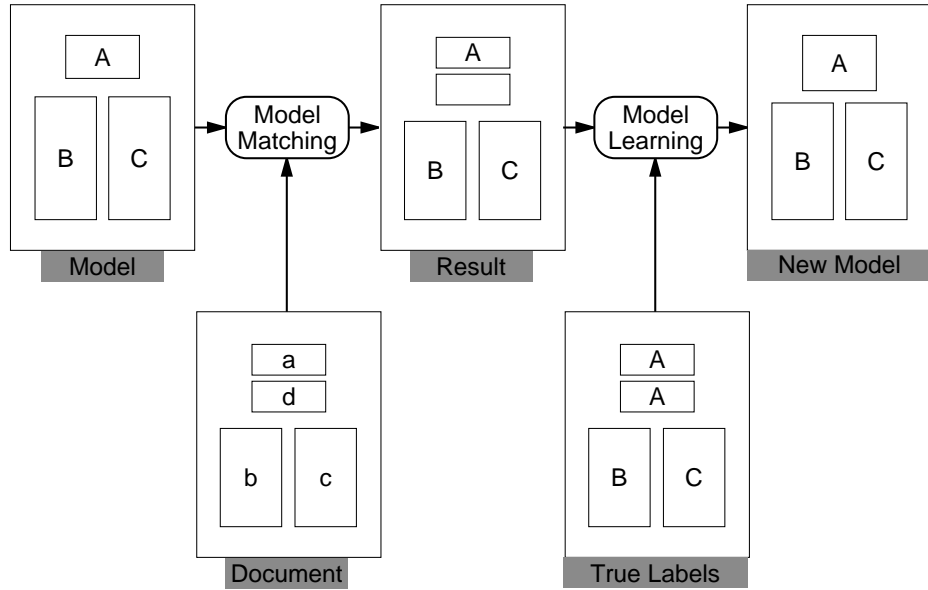 A
B
C
Model
Model
Matching
A
B
C
Result
Model
Learning
A
B
C
New Model
a
d
b
c
Document
A
A
B
C
True Labels